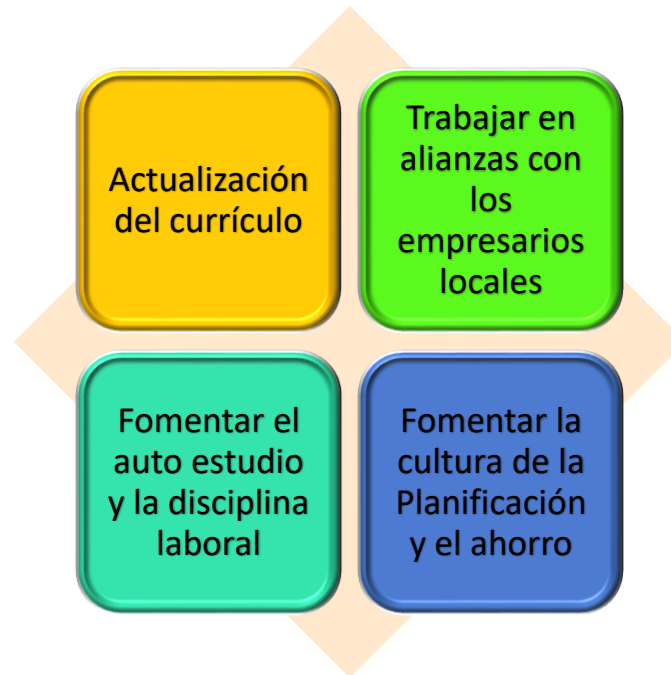 Actualización
del currículo
Trabajar en
alianzas con
los
empresarios
locales
Fomentar el
auto estudio
y la disciplina
laboral
Fomentar la
cultura de la
Planificación
y el ahorro